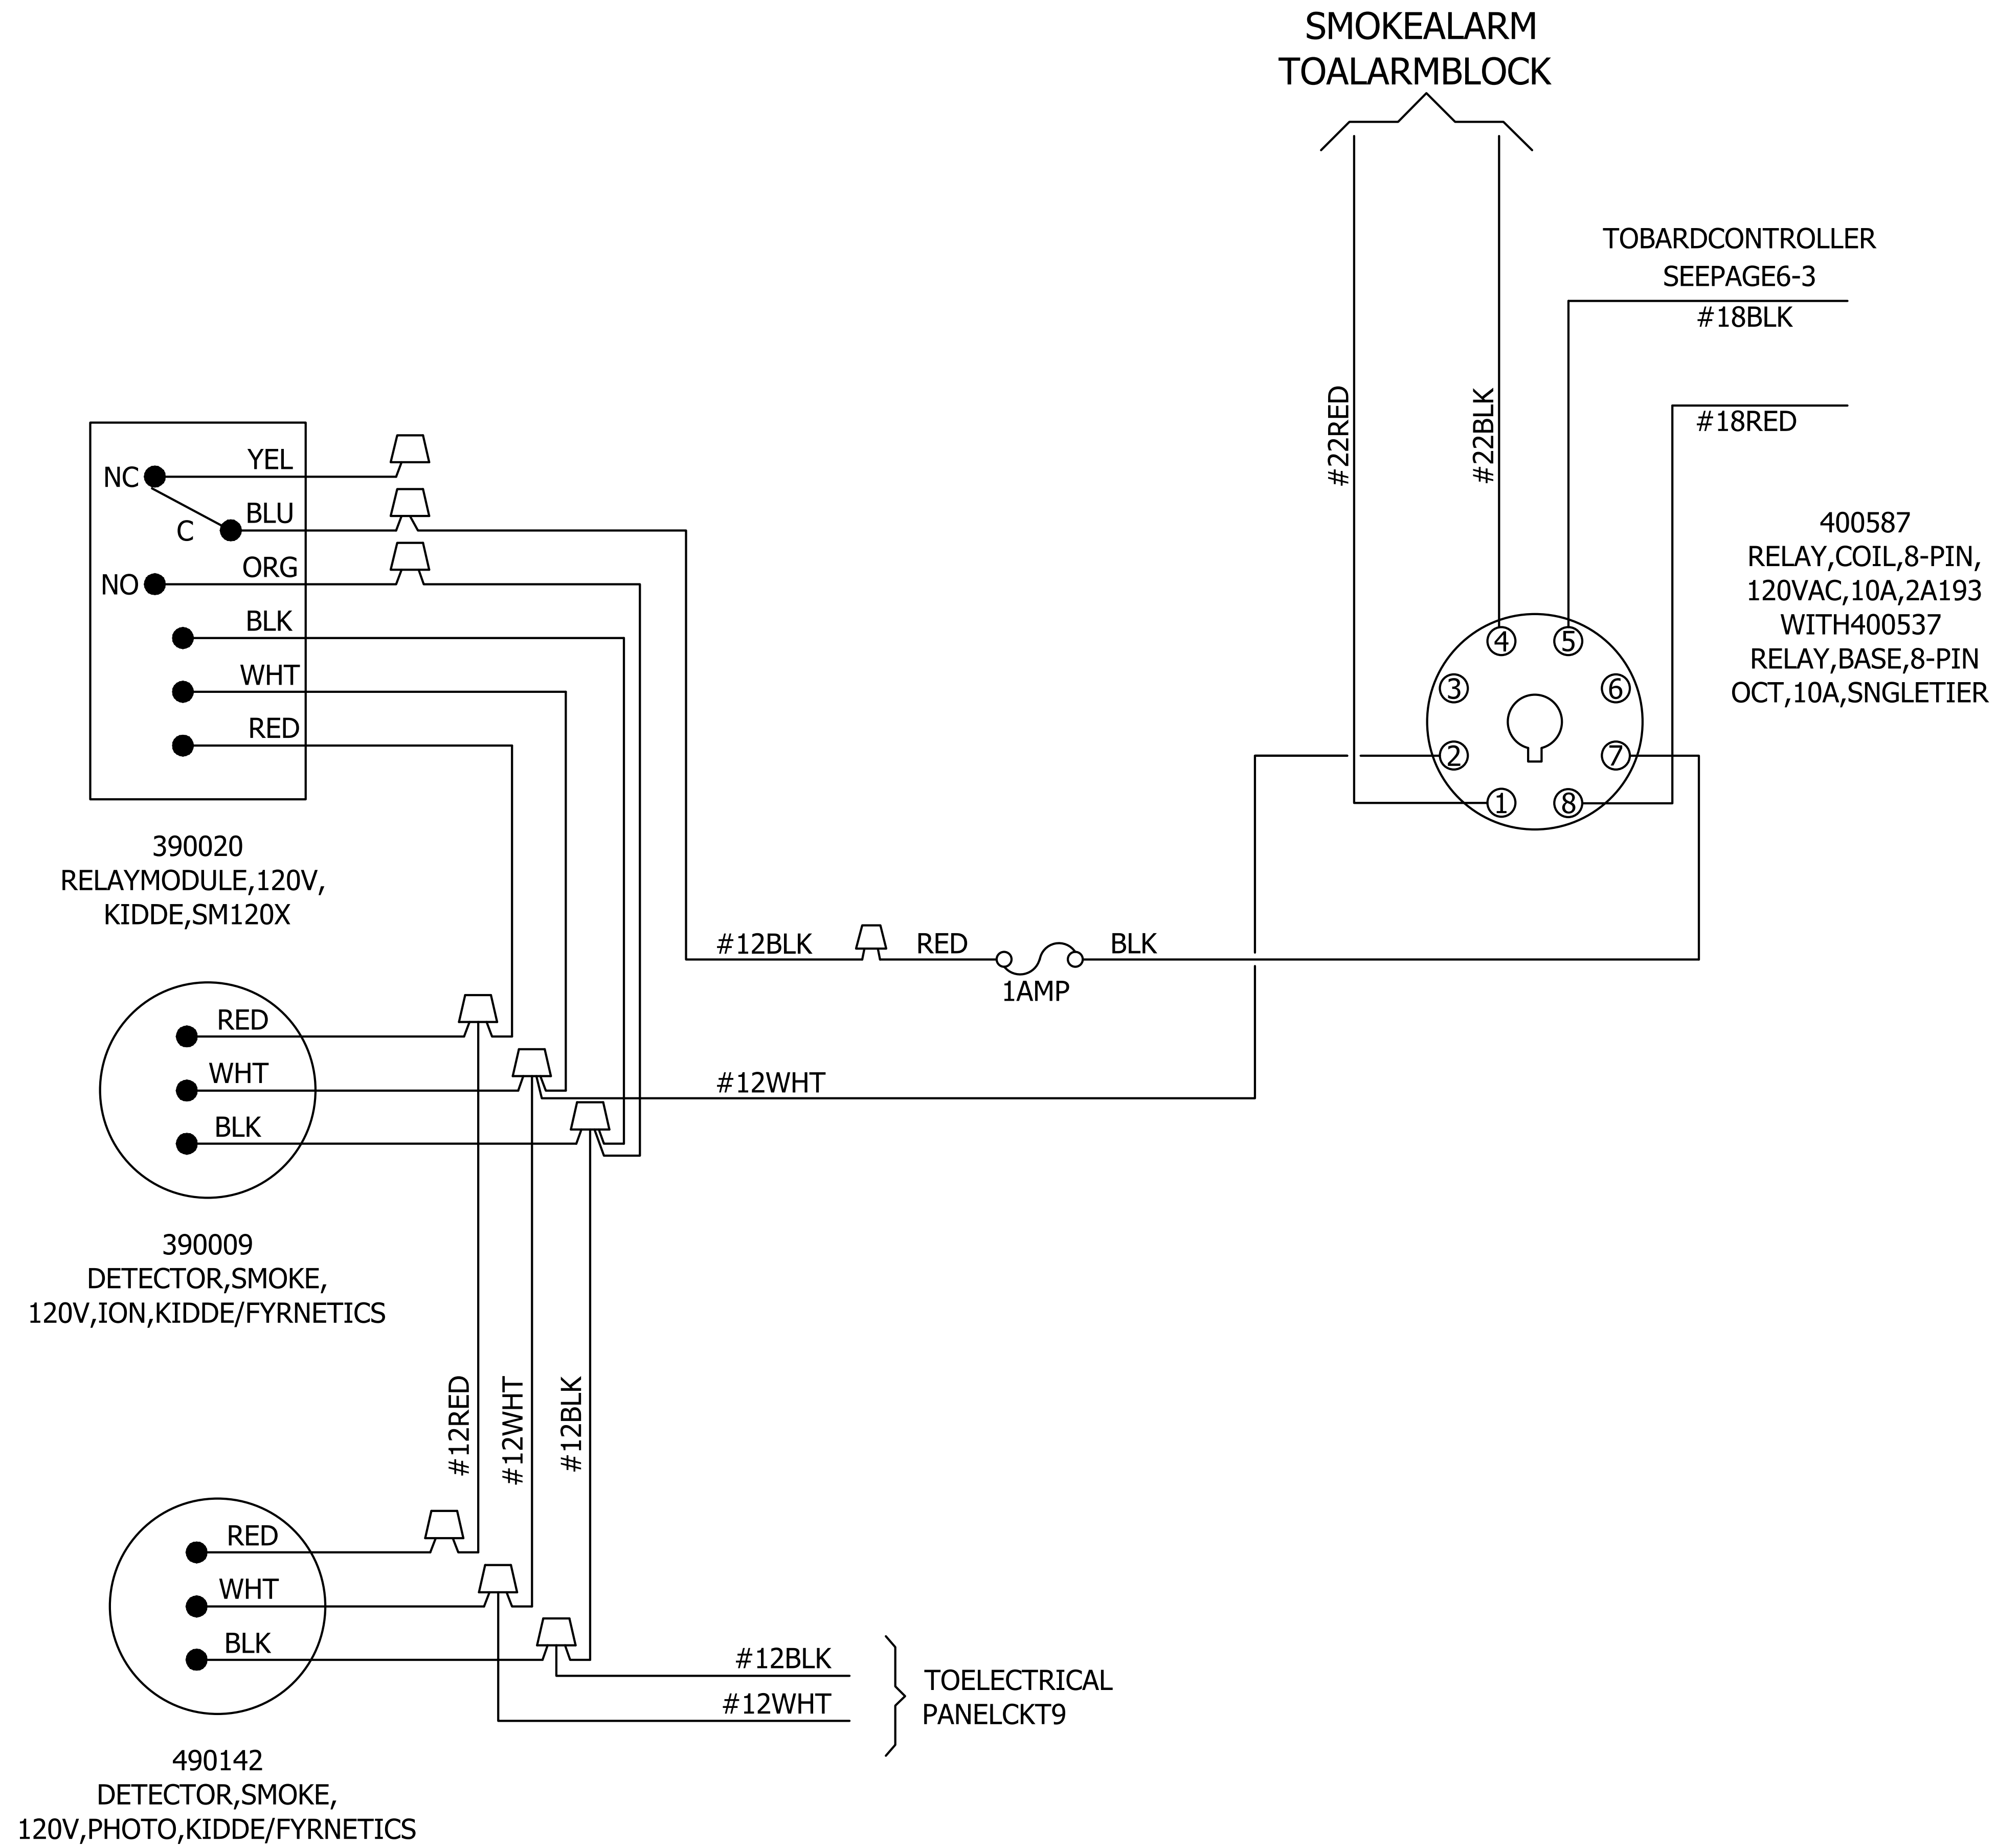 SMOKEALARM
TOALARMBLOCK
TOBARDCONTROLLER
SEEPAGE6-3
#18BLK
#18RED
#22RED
#22BLK
400587
RELAY,COIL,8-PIN,
120VAC,10A,2A193
WITH400537
RELAY,BASE,8-PIN
OCT,10A,SNGLETIER
4
5
3
6
2
7
1
8
NC
YEL
C
BLU
NO
ORG
BLK
WHT
RED
390020
RELAYMODULE,120V,
KIDDE,SM120X
#12BLK
RED
BLK
1AMP
#12WHT
RED
WHT
BLK
390009
DETECTOR,SMOKE,
120V,ION,KIDDE/FYRNETICS
#12RED
#12WHT
#12BLK
RED
WHT
BLK
#12BLK
#12WHT
TOELECTRICAL
PANELCKT9
490142
DETECTOR,SMOKE,
120V,PHOTO,KIDDE/FYRNETICS